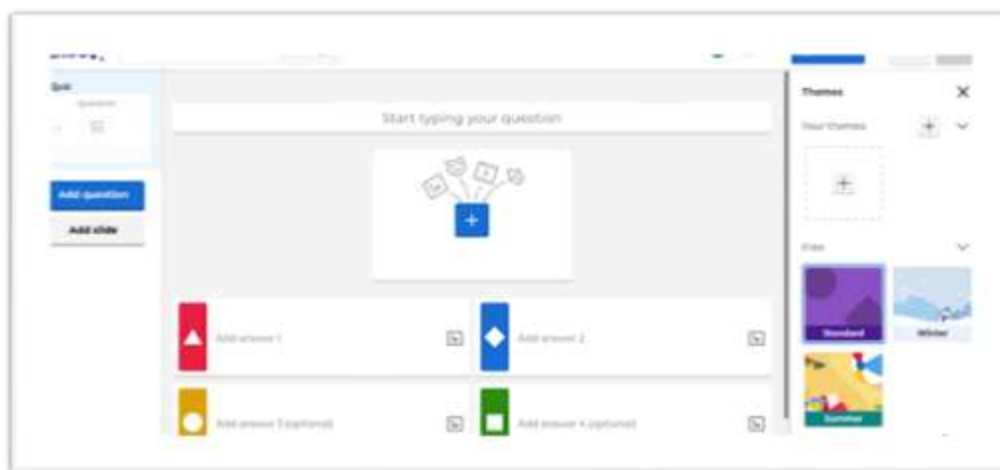 Quiz
Question
Add question
Add slide
Start typing your question
Add answer 1
Add answer 2
Add answer 3 (optional)
Add answer 4 (optional)
Themes
Your themes
Free
Standard
Winter
Summer